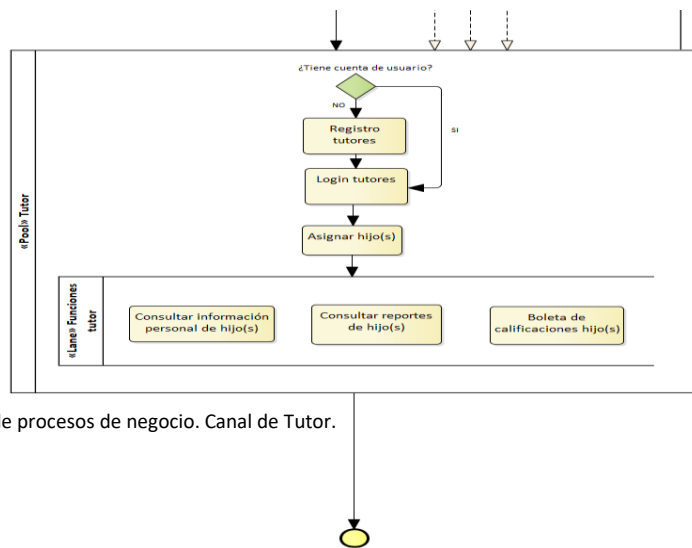 ¿Tiene cuenta de usuario?
NO
SI
Registro
tutores
Login tutores
Asignar hijo(s)
«Pool» Tutor
«Lane» Funciones
tutor
Consultar información
personal de hijo(s)
Consultar reportes
de hijo(s)
Boleta de
calificaciones hijo(s)
de procesos de negocio. Canal de Tutor.